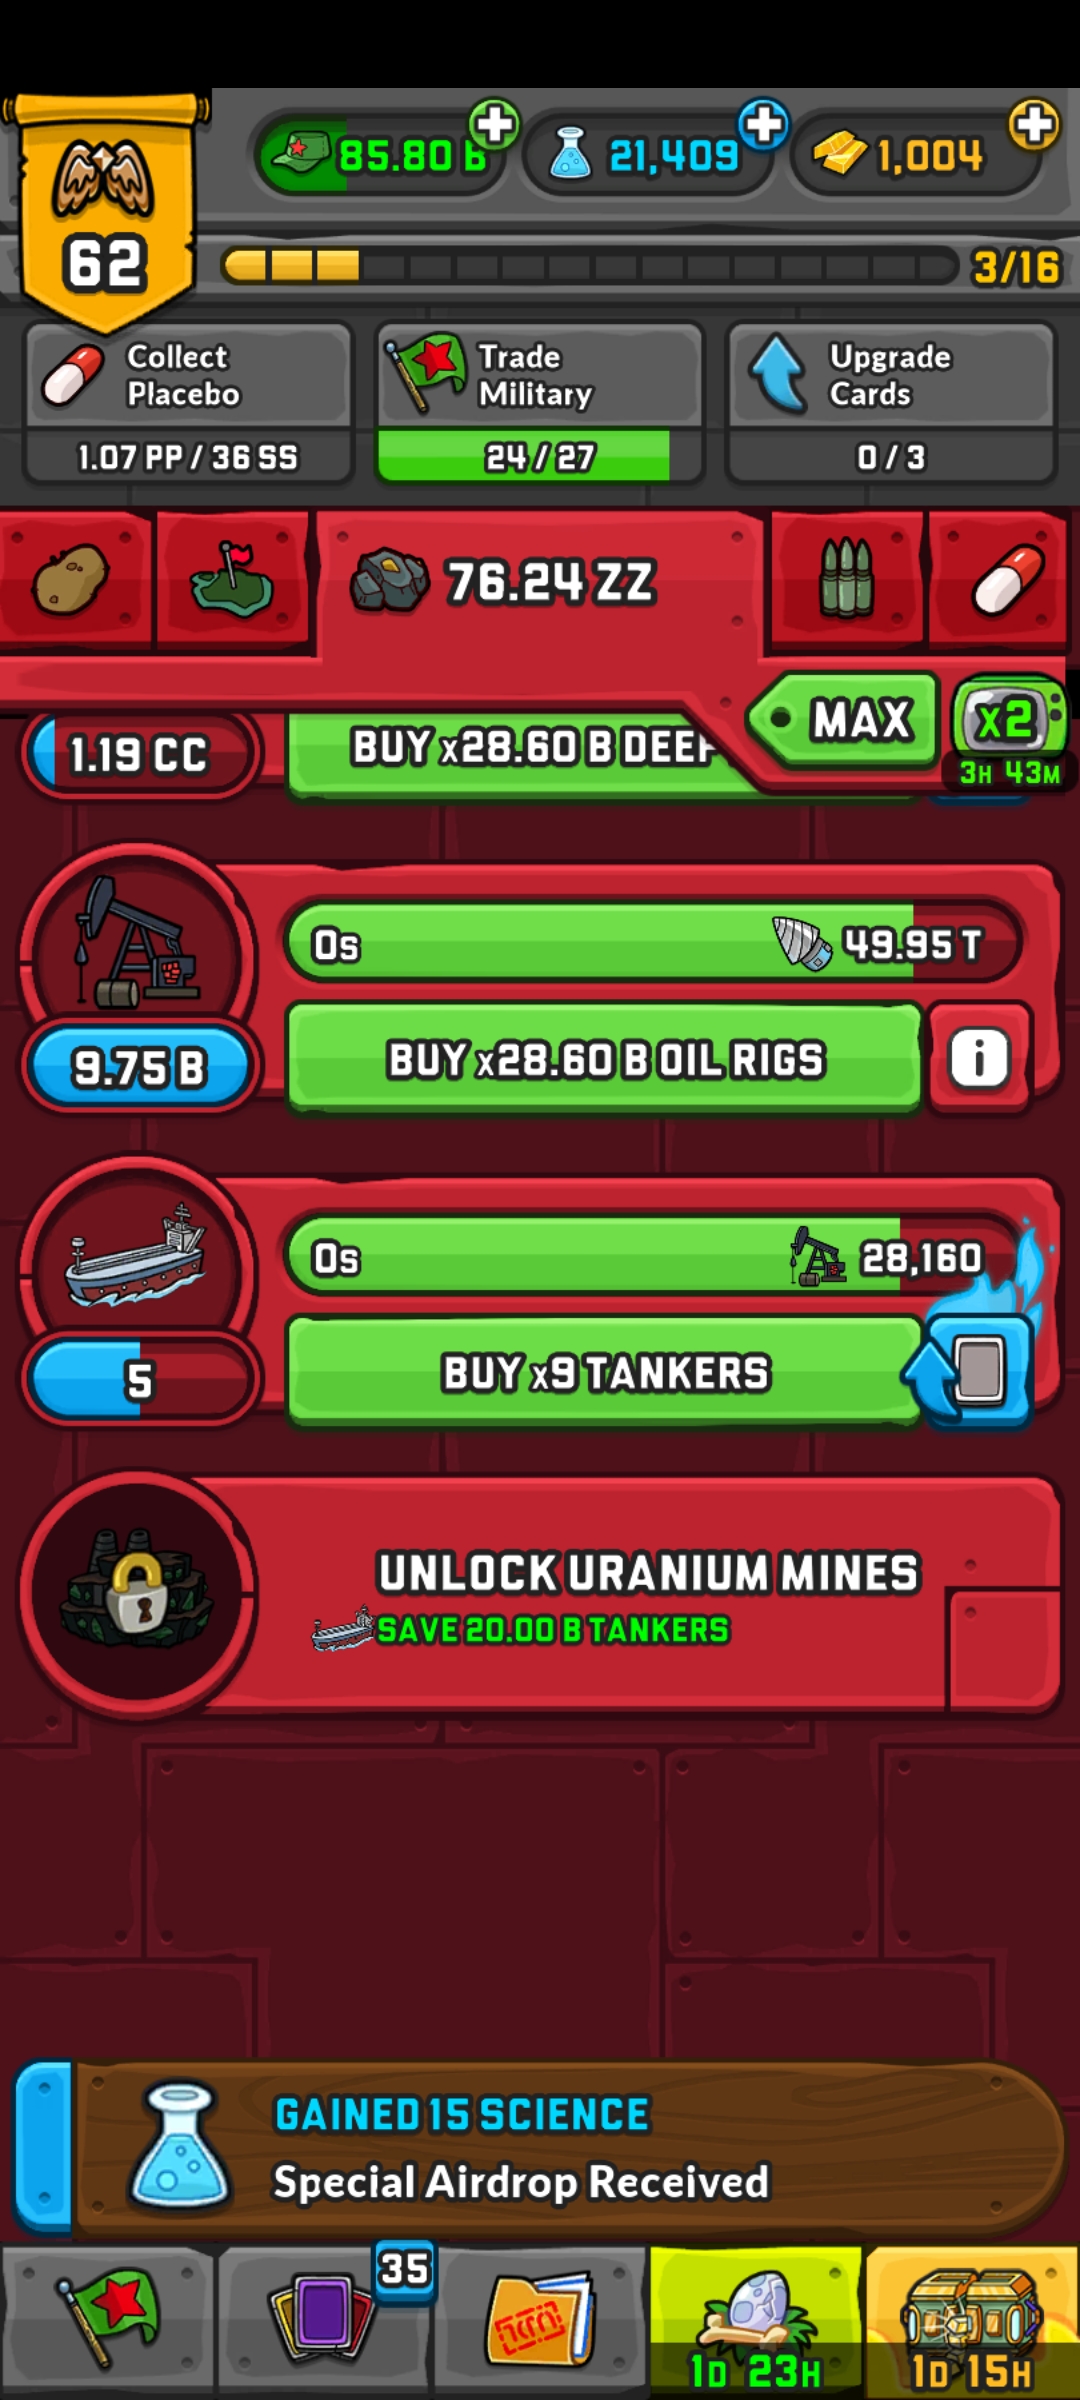 85.80 B
21,409
1,004
62
3/16
Collect
Placebo
1.07 PP / 36 SS
Trade
Military
24 / 27
Upgrade
Cards
0 / 3
76.24 ZZ
MAX
X2
3H 43M
1.19 CC
BUY x28.60 B DEEP
0s
49.95 T
9.75 B
BUY x28.60 B OIL RIGS
i
0s
28,160
5
BUY x9 TANKERS
UNLOCK URANIUM MINES
SAVE 20.00 B TANKERS
GAINED 15 SCIENCE
Special Airdrop Received
35
1D 23H
1D 15H